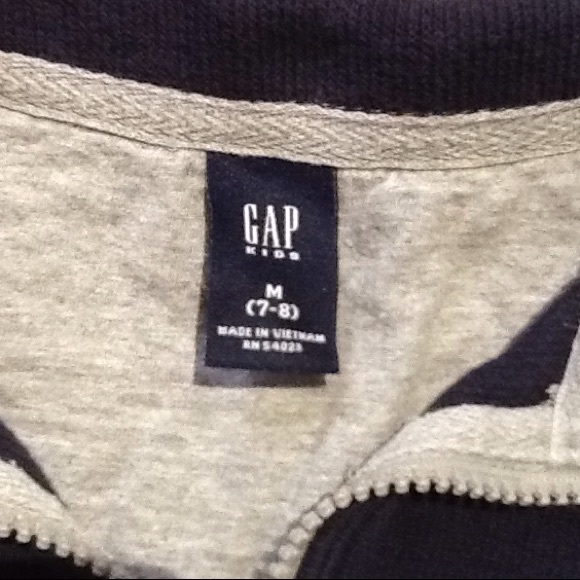 GAP
KIDS
M
(7-8)
MADE IN VIETNAM
RN 54023